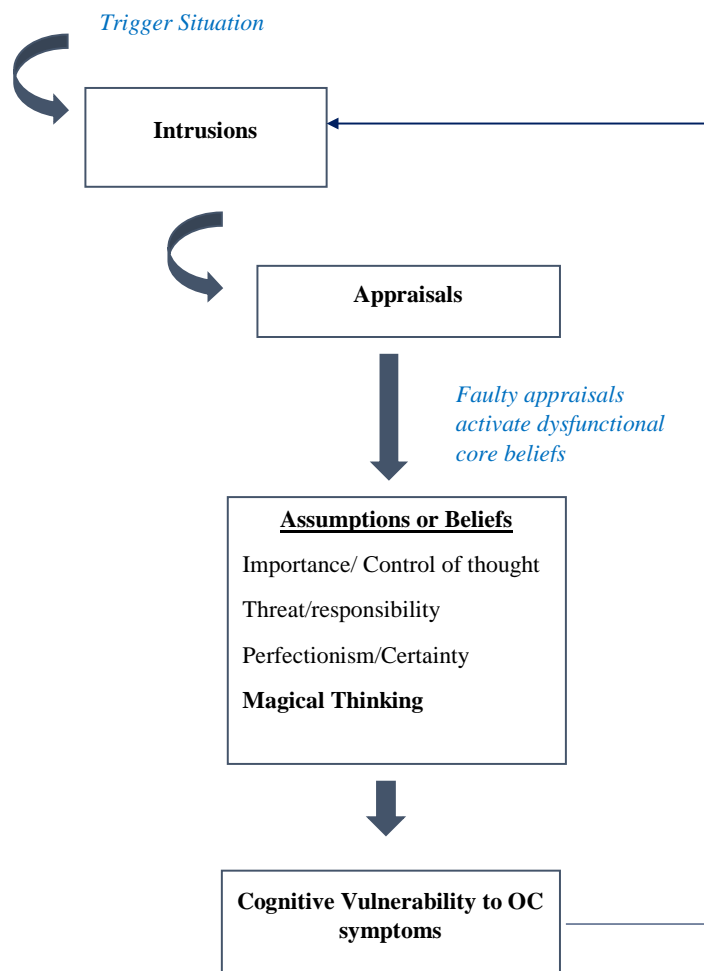 Trigger Situation
Intrusions
Appraisals
Faulty appraisals
activate dysfunctional
core beliefs
Assumptions or Beliefs
Importance/ Control of thought
Threat/responsibility
Perfectionism/Certainty
Magical Thinking
Cognitive Vulnerability to OC
symptoms